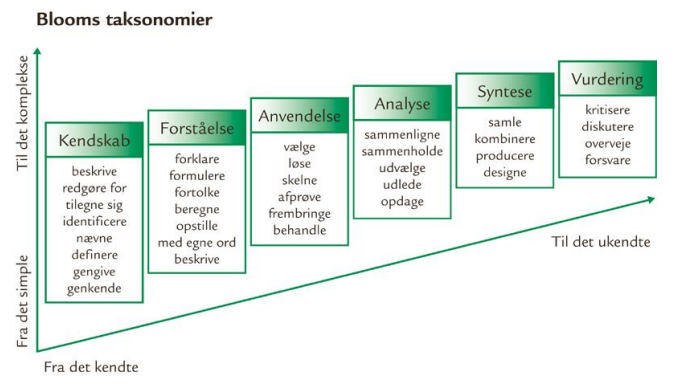 Blooms taksonomier
Til det komplekse
Fra det simple
Kendskab
beskrive
redgøre for
tilegne sig
identificere
nævne
definere
gengive
genkende
Forståelse
forklare
formulere
fortolke
beregne
opstille
med egne ord
beskrive
Anvendelse
vælge
løse
skelne
afprøve
frembringe
behandle
Analyse
sammenligne
sammenholde
udvælge
udlede
opdage
Syntese
samle
kombinere
producere
designe
Vurdering
kritisere
diskutere
overveje
forsvare
Til det ukendte
Fra det kendte